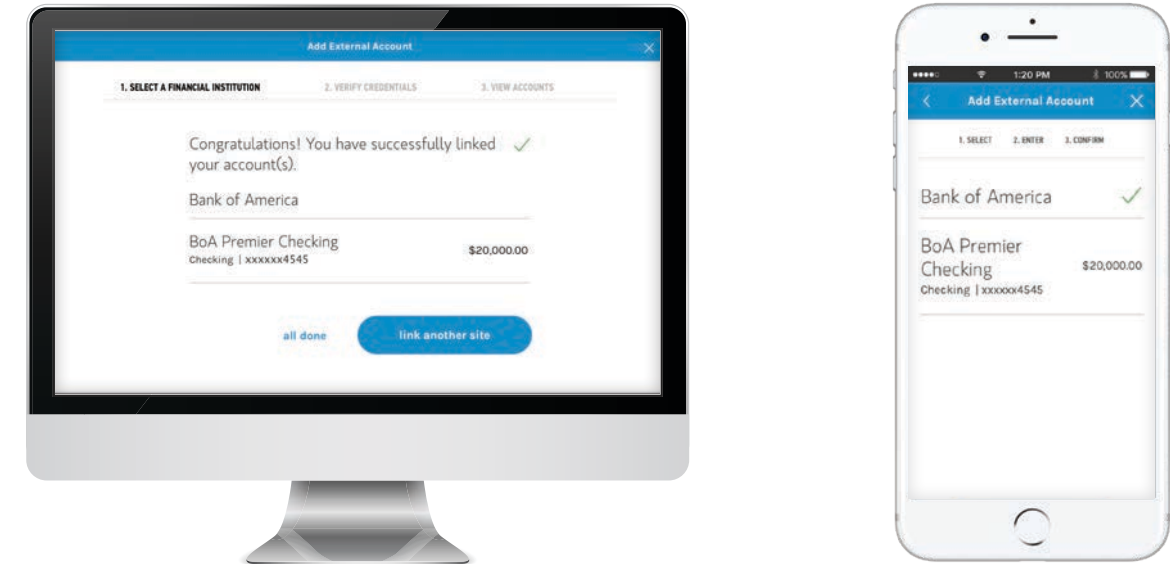 Add External Account
1. SELECT A FINANCIAL INSTITUTION 2. VERIFY CREDENTIALS 3. VIEW ACCOUNTS
Congratulations! You have successfully linked
your account(s).
Bank of America
BoA Premier Checking
$20,000.00
Checking | xxxxxx4545
all done link another site
1:20 PM 100%
Add External Account
1. SELECT 2. ENTER 3. CONFIRM
Bank of America
BoA Premier
Checking
$20,000.00
Checking | xxxxxx4545